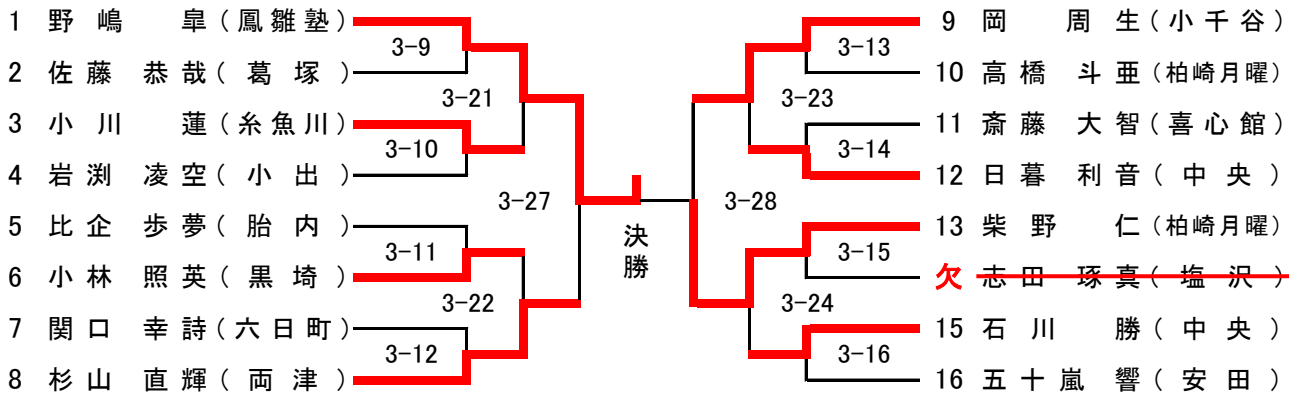 1 野嶋 皐(鳳雛塾)
3-9
2 佐藤 恭哉(葛塚)
3-21
3 小川 蓮(糸魚川)
3-10
4 岩渕 凌空(小出)
3-27
5 比企 歩夢(胎内)
3-11
6 小林 照英(黒埼)
3-22
7 関口 幸詩(六日町)
3-12
8 杉山 直輝(両津)
決勝
9 岡 周生(小千谷)
3-13
10 高橋 斗亜(柏崎月曜)
3-23
11 斎藤 大智(喜心館)
3-14
12 日暮 利音(中央)
3-28
13 柴野 仁(柏崎月曜)
3-15
欠 志田 琢真(塩沢)
3-24
15 石川 勝(中央)
3-16
16 五十嵐 響(安田)